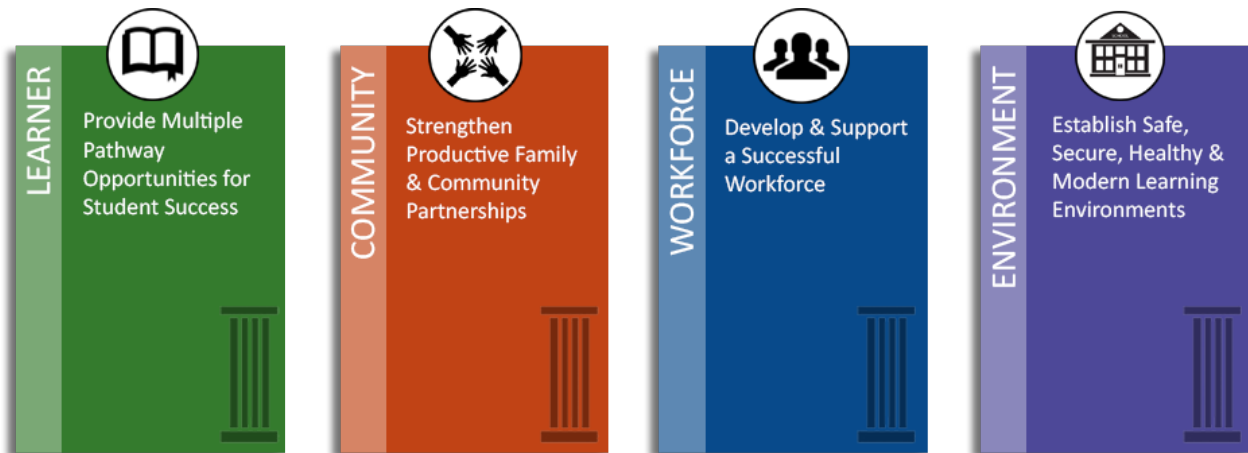 LEARNER
Provide Multiple
Pathway
Opportunities for
Student Success
COMMUNITY
Strengthen
Productive Family
& Community
Partnerships
WORKFORCE
Develop & Support
a Successful
Workforce
SCHOOL
ENVIRONMENT
Establish Safe,
Secure, Healthy &
Modern Learning
Environments